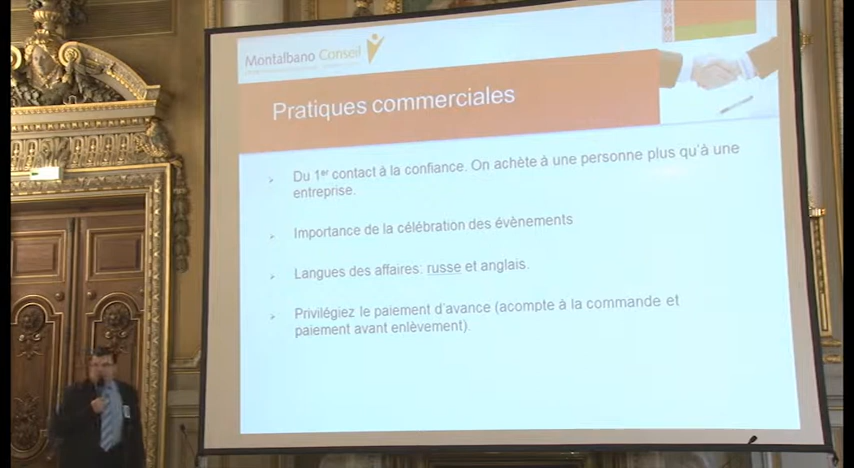 Montalbano Conseil
Pratiques commerciales
Du 1er contact à la confiance. On achète à une personne plus qu'à une
entreprise.
Importance de la célébration des évènements
Langues des affaires: russe et anglais.
Privilégiez le paiement d'avance (acompte à la commande et
paiement avant enlèvement).